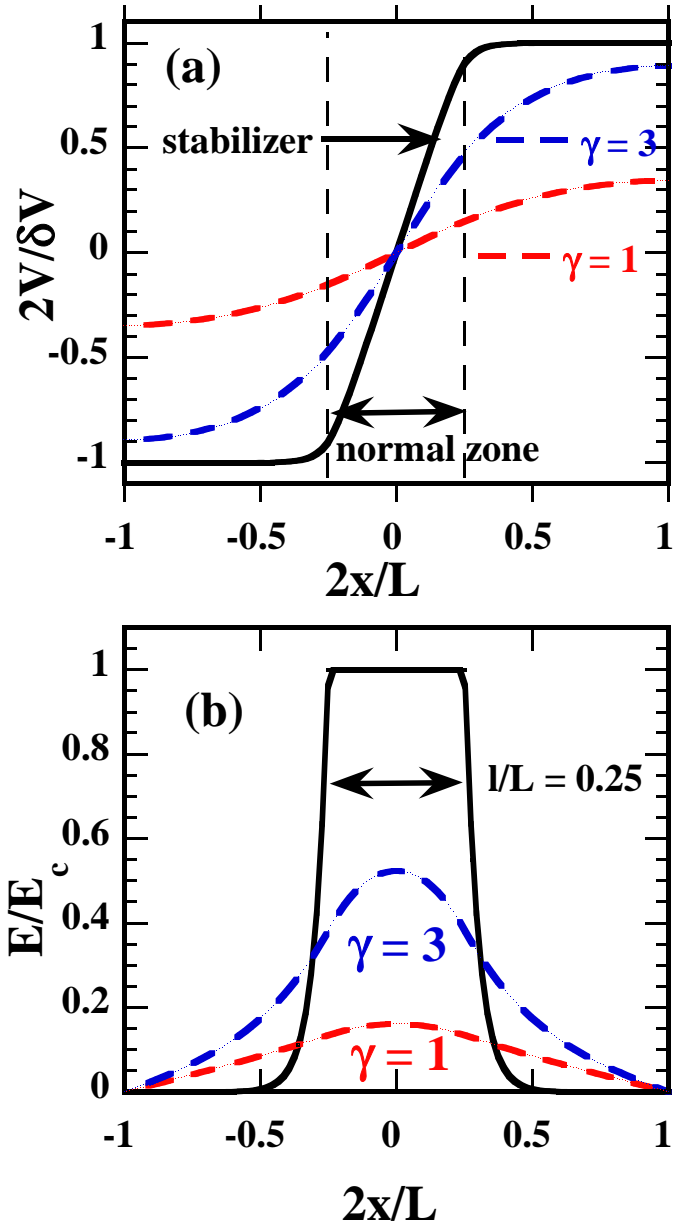 (a)
1
0.5
0
-0.5
-1
2V/δV
stabilizer
γ = 3
γ = 1
normal zone
-1 -0.5 0 0.5 1
2x/L
(b)
1
0.8
0.6
0.4
0.2
0
E/E_c
l/L = 0.25
γ = 3
γ = 1
-1 -0.5 0 0.5 1
2x/L